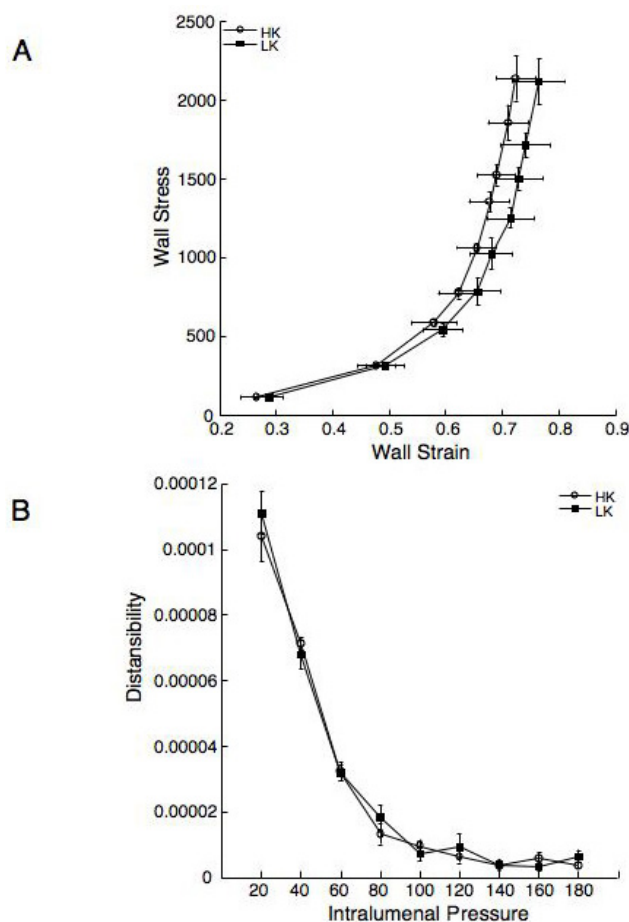 A
HK
LK
Wall Stress
2500
2000
1500
1000
500
0
0.2 0.3 0.4 0.5 0.6 0.7 0.8 0.9
Wall Strain
B
HK
LK
Distansibility
0.00012
0.0001
0.00008
0.00006
0.00004
0.00002
0
20 40 60 80 100 120 140 160 180
Intralumenal Pressure